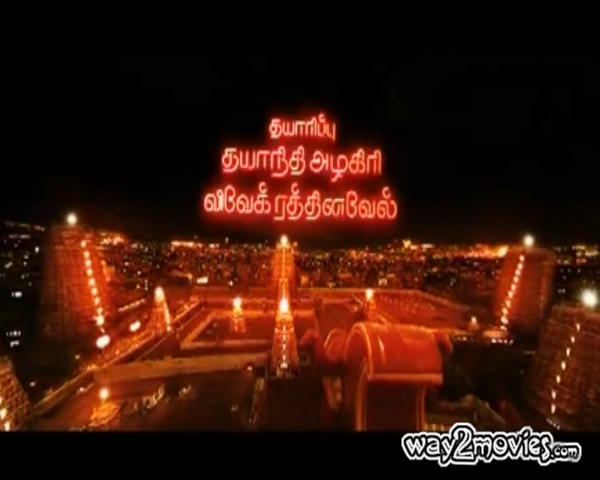 தயாரிப்பு
தயாநிதி அழகிரி
விவேக் ரத்தினவேல்
way2movies.com